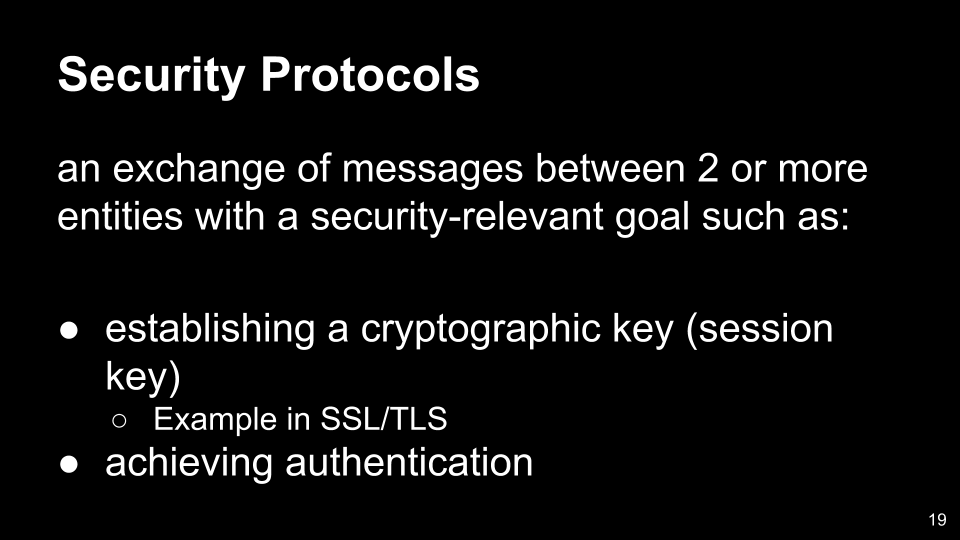 Security Protocols
an exchange of messages between 2 or more
entities with a security-relevant goal such as:
● establishing a cryptographic key (session
key)
○ Example in SSL/TLS
● achieving authentication
19